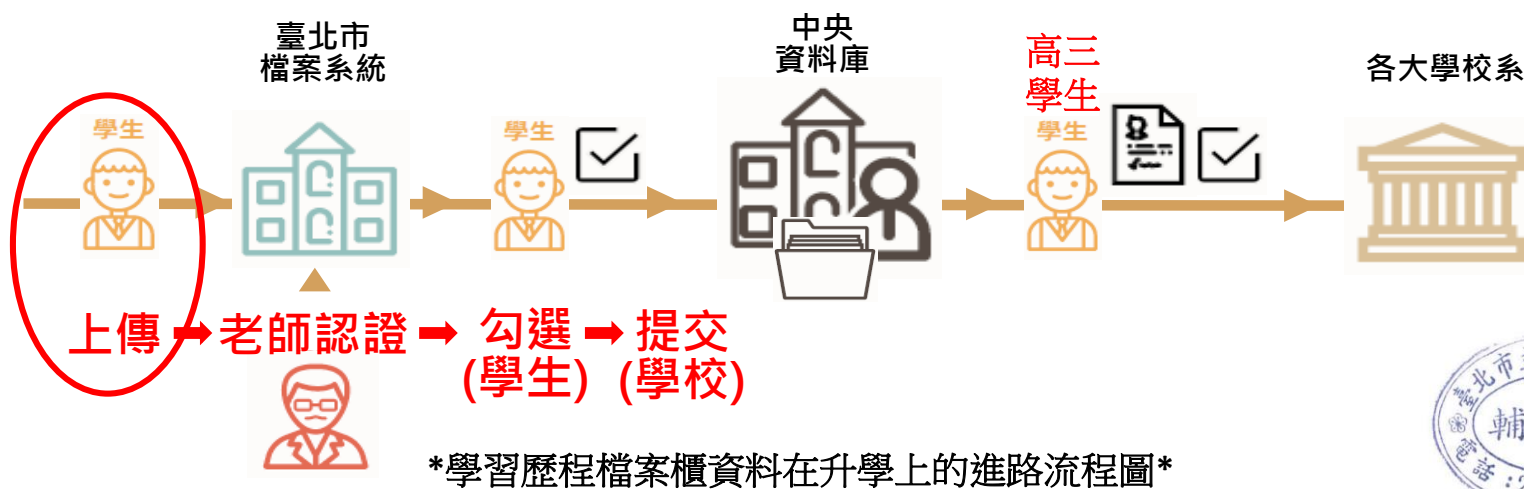 臺北市
檔案系統
中央
資料庫
高三
學生
各大學校系
學生
學生
學生
上傳➡老師認證➡勾選➡提交
(學生) (學校)
*學習歷程檔案櫃資料在升學上的進路流程圖*
臺北市
輔
電話:2